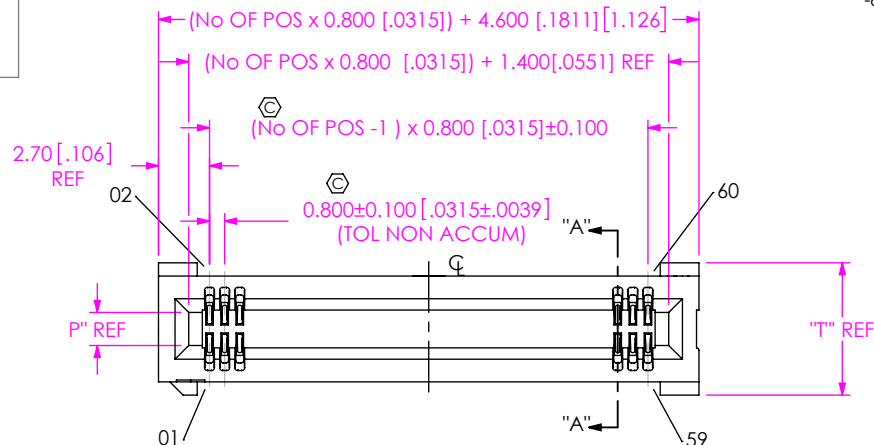 (No OF POS x 0.800 [.0315]) + 4.600 [.1811] [1.126]
(No OF POS x 0.800 [.0315]) + 1.400[.0551] REF
C
(No OF POS -1 ) x 0.800 [.0315]±0.100
2.70 [.106]
REF
C
02
60
0.800±0.100 [.0315±.0039]
(TOL NON ACCUM)
"A"
CL
P" REF
"T" REF
"A"
01
59